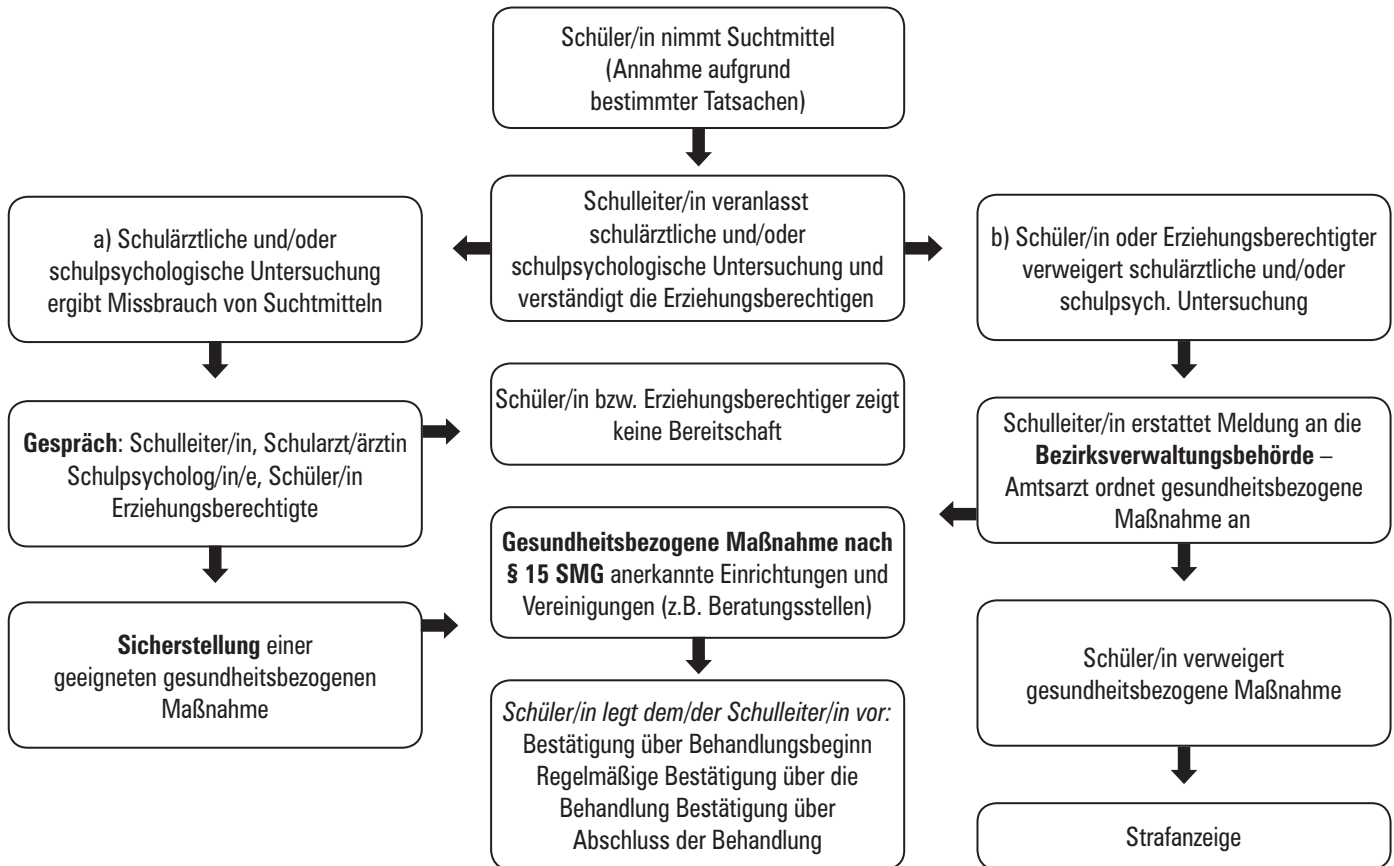 Schüler/in nimmt Suchtmittel
(Annahme aufgrund
bestimmter Tatsachen)
Schulleiter/in veranlasst
schulärztliche und/oder
schulpsychologische Untersuchung und
verständigt die Erziehungsberechtigen
a) Schulärztliche und/oder
schulpsychologische Untersuchung
ergibt Missbrauch von Suchtmitteln
b) Schüler/in oder Erziehungsberechtigter
verweigert schulärztliche und/oder
schulpsych. Untersuchung
Gespräch: Schulleiter/in, Schularzt/ärztin
Schulpsycholog/in/e, Schüler/in
Erziehungsberechtigte
Schüler/in bzw. Erziehungsberechtiger zeigt
keine Bereitschaft
Schulleiter/in erstattet Meldung an die
Bezirksverwaltungsbehörde –
Amtsarzt ordnet gesundheitsbezogene
Maßnahme an
Gesundheitsbezogene Maßnahme nach
§ 15 SMG anerkannte Einrichtungen und
Vereinigungen (z.B. Beratungsstellen)
Sicherstellung einer
geeigneten gesundheitsbezogenen
Maßnahme
Schüler/in verweigert
gesundheitsbezogene Maßnahme
Schüler/in legt dem/der Schulleiter/in vor:
Bestätigung über Behandlungsbeginn
Regelmäßige Bestätigung über die
Behandlung Bestätigung über
Abschluss der Behandlung
Strafanzeige